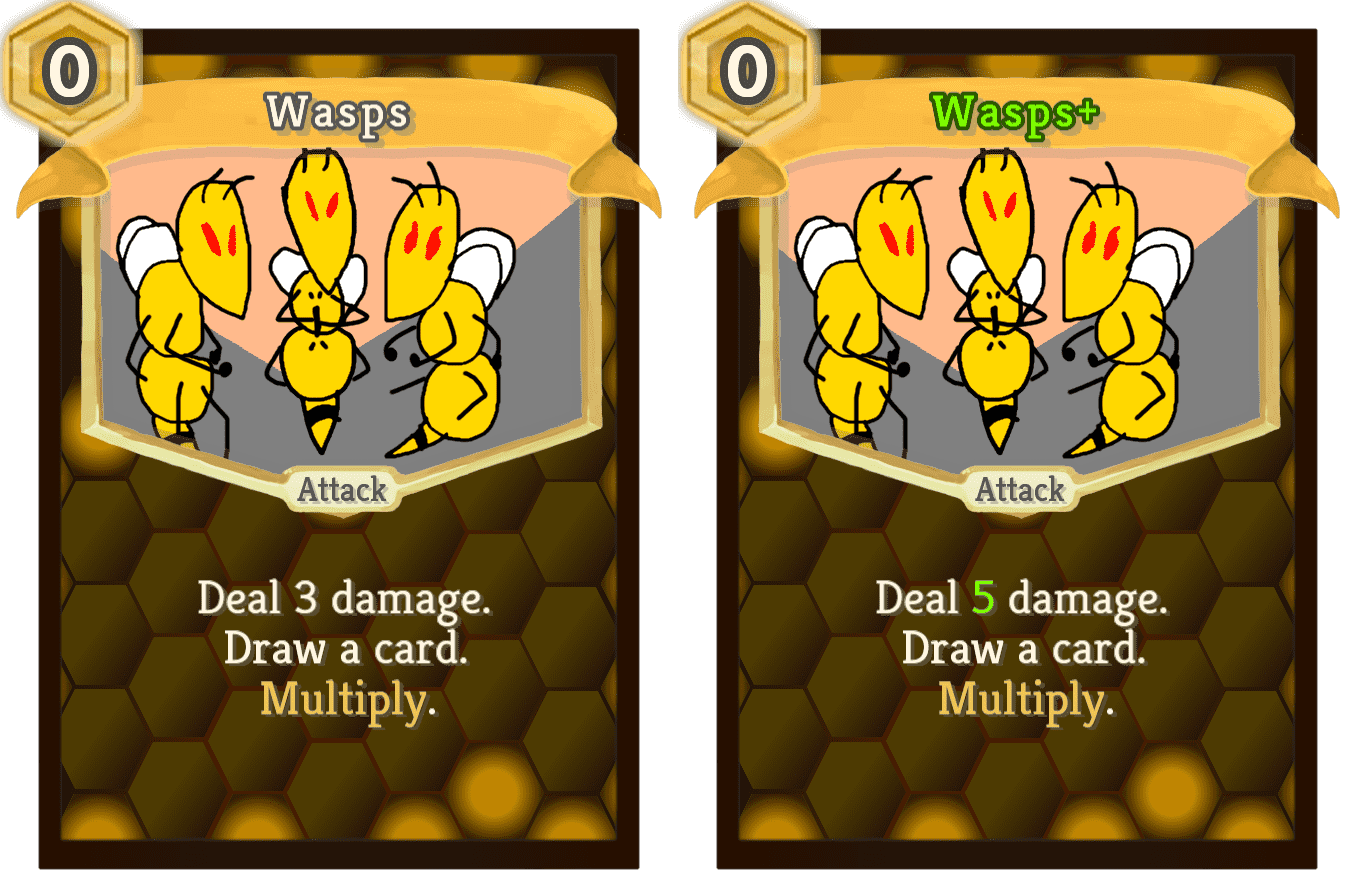 0
Wasps
Attack
Deal 3 damage.
Draw a card.
Multiply.
0
Wasps+
Attack
Deal 5 damage.
Draw a card.
Multiply.